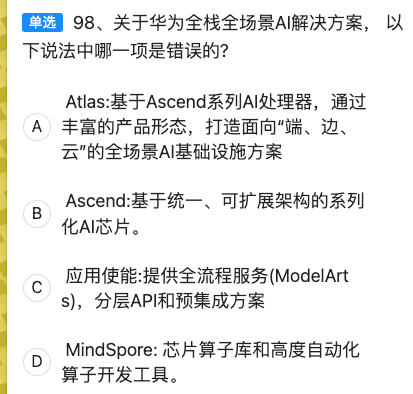 单选 98、关于华为全栈全场景AI解决方案， 以
下说法中哪一项是错误的?
A Atlas:基于Ascend系列AI处理器，通过
丰富的产品形态，打造面向“端、边、
云”的全场景AI基础设施方案
B Ascend:基于统一、可扩展架构的系列
化AI芯片。
C 应用使能:提供全流程服务(ModelArt
s)，分层API和预集成方案
D MindSpore: 芯片算子库和高度自动化
算子开发工具。